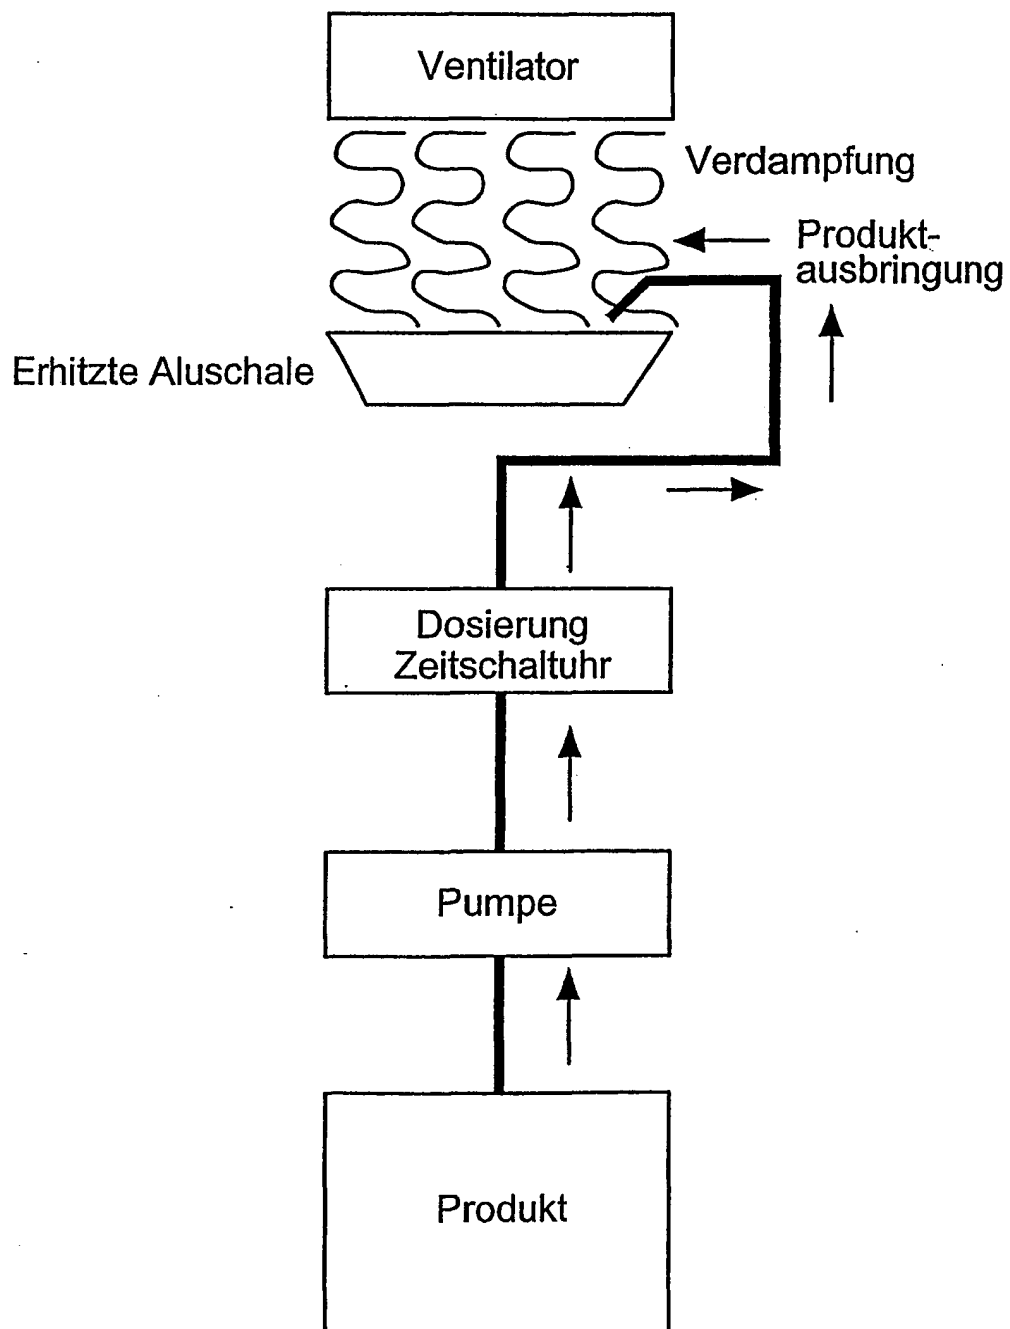 Ventilator
Verdampfung
Produkt-
ausbringung
Erhitzte Aluschale
Dosierung
Zeitschaltuhr
Pumpe
Produkt